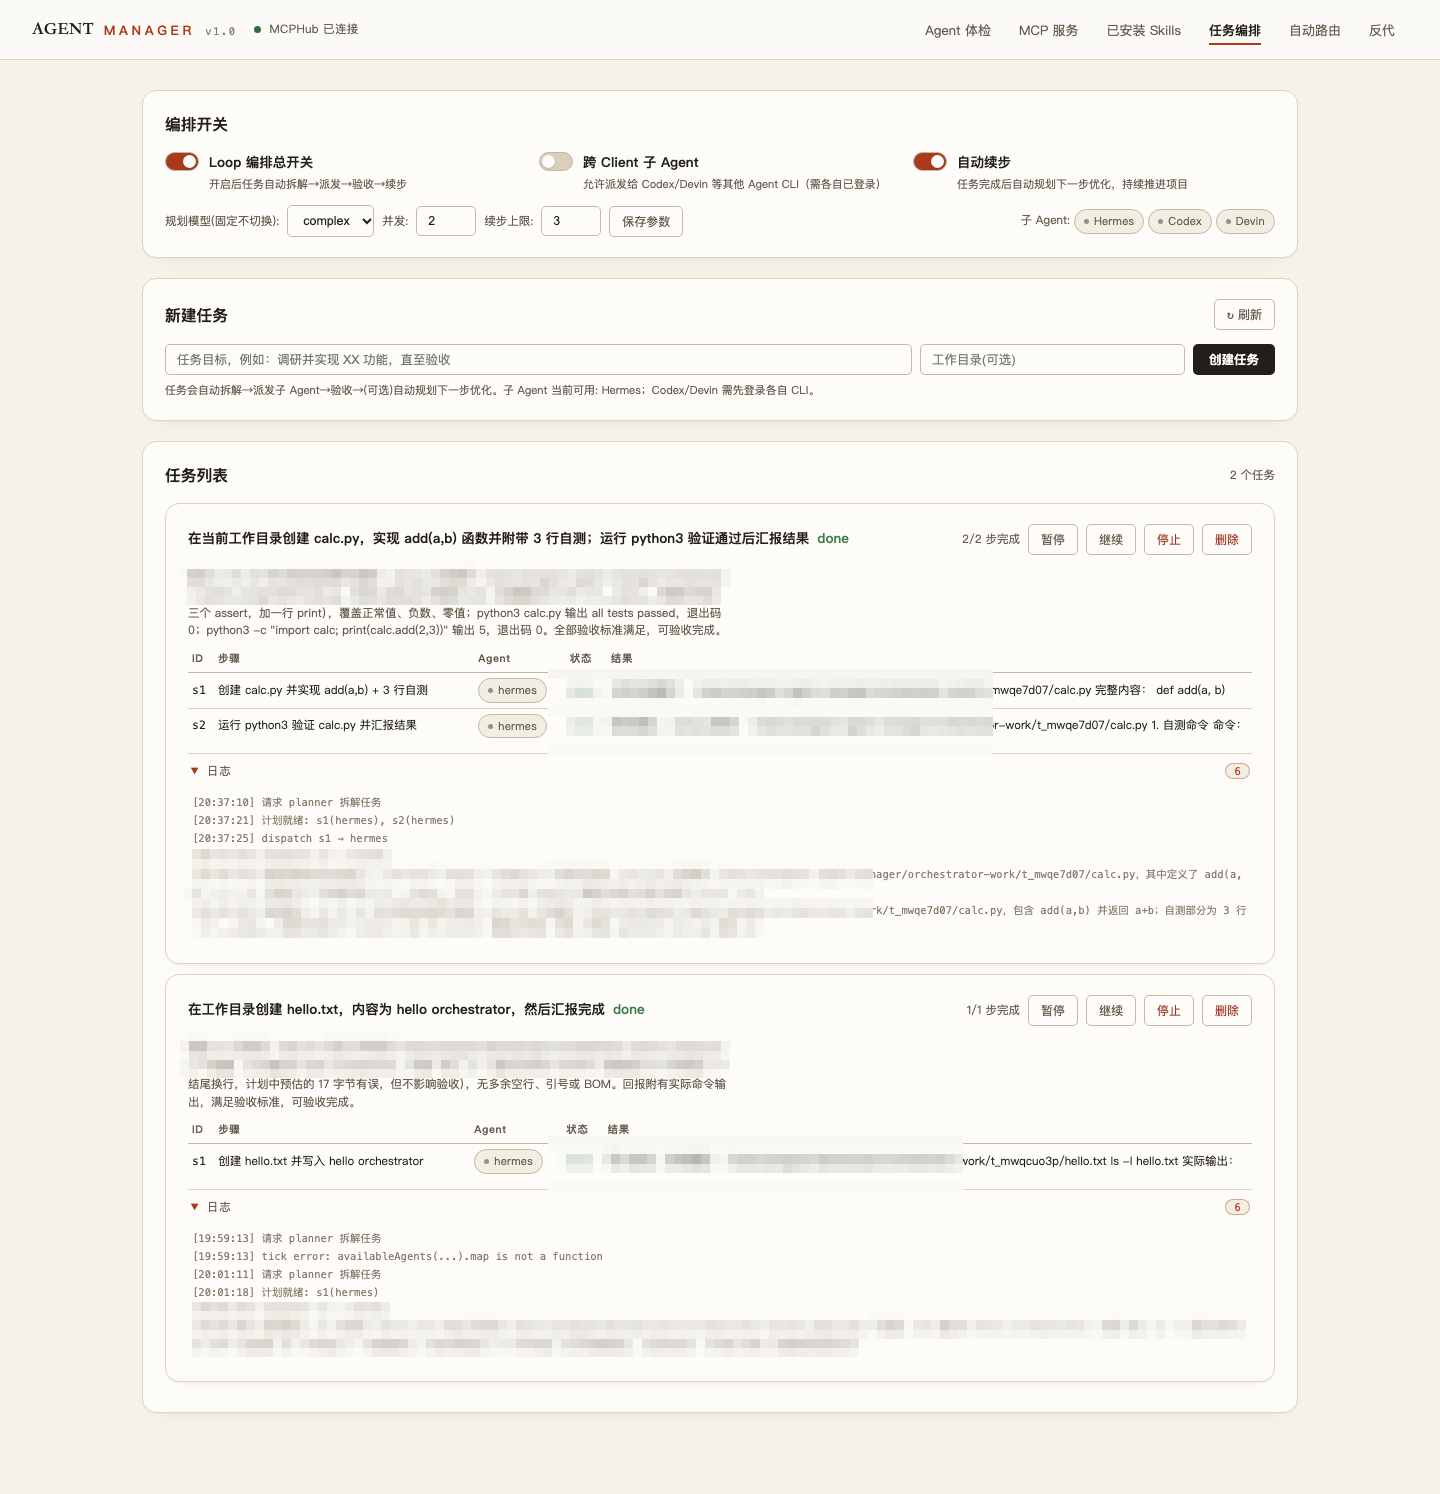 AGENT MANAGER v1.0 MCPHub 已连接 Agent 体检 MCP 服务 已安装 Skills 任务编排 自动路由 反代
编排开关
Loop 编排总开关 跨 Client 子 Agent 自动续步
开启后任务自动拆解→派发→验收→续步 允许派发给 Codex/Devin 等其他 Agent CLI（需各自已登录） 任务完成后自动规划下一步优化，持续推进项目
规划模型(固定不切换): complex 并发: 2 续步上限: 3 保存参数 子 Agent: Hermes Codex Devin
新建任务 ↻ 刷新
任务目标，例如：调研并实现 XX 功能，直至验收 工作目录(可选) 创建任务
任务会自动拆解→派发子 Agent→验收→(可选)自动规划下一步优化。子 Agent 当前可用: Hermes；Codex/Devin 需先登录各自 CLI。
任务列表 2 个任务
在当前工作目录创建 calc.py，实现 add(a,b) 函数并附带 3 行自测；运行 python3 验证通过后汇报结果 done 2/2 步完成 暂停 继续 停止 删除
三个 assert，加一行 print），覆盖正常值、负数、零值；python3 calc.py 输出 all tests passed，退出码
0；python3 -c "import calc; print(calc.add(2,3))" 输出 5，退出码 0。全部验收标准满足，可验收完成。
ID 步骤 Agent 状态 结果
s1 创建 calc.py 并实现 add(a,b) + 3 行自测 hermes mwqe7d07/calc.py 完整内容： def add(a, b)
s2 运行 python3 验证 calc.py 并汇报结果 hermes r-work/t_mwqe7d07/calc.py 1. 自测命令 命令：
▼ 日志 6
[20:37:10] 请求 planner 拆解任务
[20:37:21] 计划就绪: s1(hermes), s2(hermes)
[20:37:25] dispatch s1 → hermes
nager/orchestrator-work/t_mwqe7d07/calc.py，其中定义了 add(a,
rk/t_mwqe7d07/calc.py，包含 add(a,b) 并返回 a+b；自测部分为 3 行
在工作目录创建 hello.txt，内容为 hello orchestrator，然后汇报完成 done 1/1 步完成 暂停 继续 停止 删除
结尾换行，计划中预估的 17 字节有误，但不影响验收），无多余空行、引号或 BOM。回报附有实际命令输
出，满足验收标准，可验收完成。
ID 步骤 Agent 状态 结果
s1 创建 hello.txt 并写入 hello orchestrator hermes work/t_mwqcuo3p/hello.txt ls -l hello.txt 实际输出：
▼ 日志 6
[19:59:13] 请求 planner 拆解任务
[19:59:13] tick error: availableAgents(...).map is not a function
[20:01:11] 请求 planner 拆解任务
[20:01:18] 计划就绪: s1(hermes)